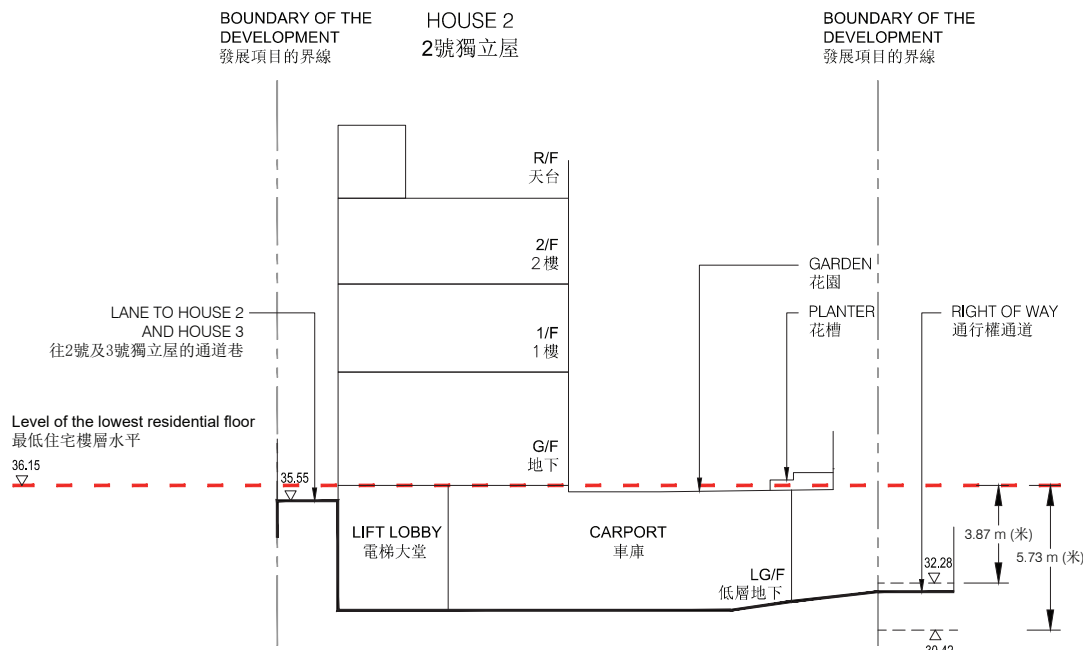 BOUNDARY OF THE
DEVELOPMENT
發展項目的界線
HOUSE 2
2號獨立屋
BOUNDARY OF THE
DEVELOPMENT
發展項目的界線
R/F
天台
2/F
2樓
GARDEN
花園
LANE TO HOUSE 2
AND HOUSE 3
往2號及3號獨立屋的通道巷
1/F
1樓
PLANTER
花槽
RIGHT OF WAY
通行權通道
Level of the lowest residential floor
最低住宅樓層水平
36.15
G/F
地下
35.55
LIFT LOBBY
電梯大堂
CARPORT
車庫
LG/F
低層地下
3.87 m (米)
5.73 m (米)
32.28
30.42